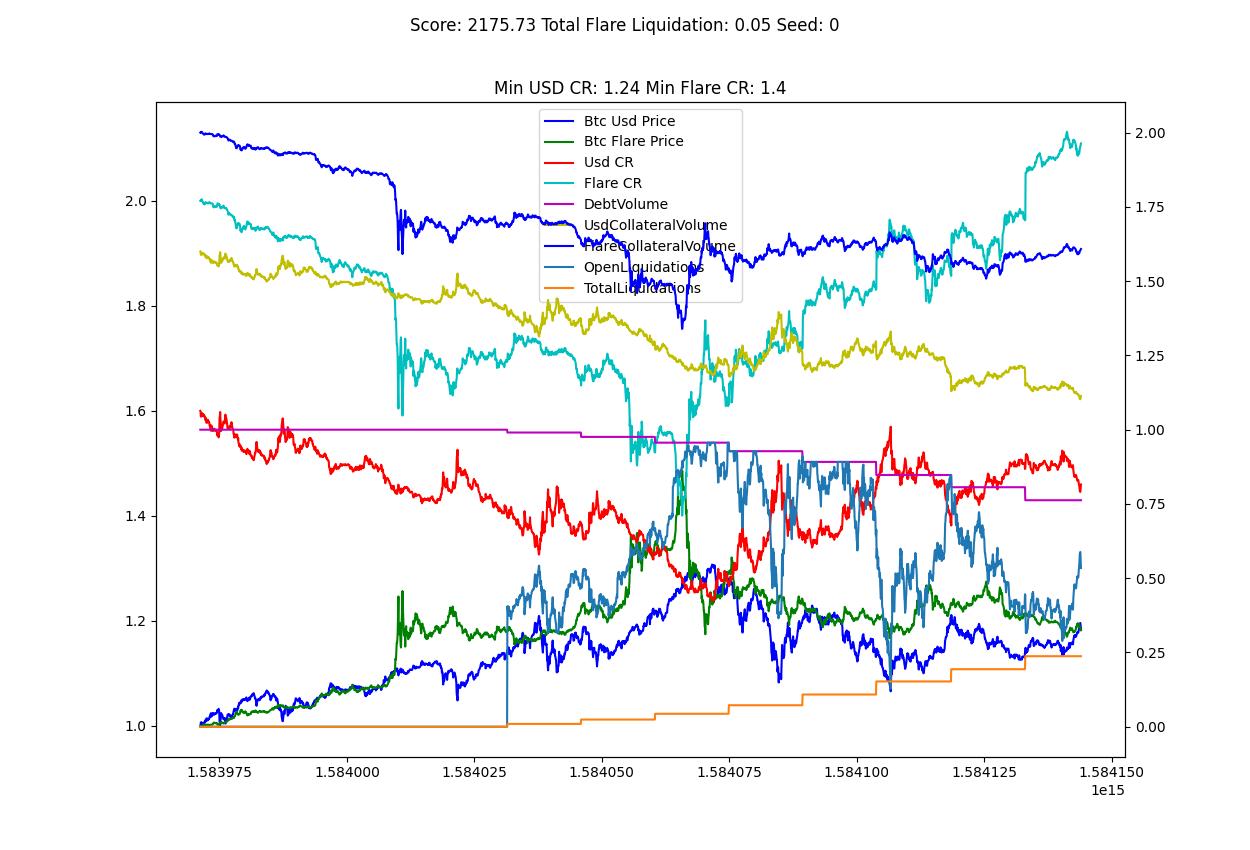 Score: 2175.73 Total Flare Liquidation: 0.05 Seed: 0
Min USD CR: 1.24 Min Flare CR: 1.4
Btc Usd Price
Btc Flare Price
Usd CR
Flare CR
DebtVolume
UsdCollateralVolume
FlareCollateralVolume
OpenLiquidations
TotalLiquidations
2.0
1.8
1.6
1.4
1.2
1.0
2.00
1.75
1.50
1.25
1.00
0.75
0.50
0.25
0.00
1.583975
1.584000
1.584025
1.584050
1.584075
1.584100
1.584125
1.584150
1e15